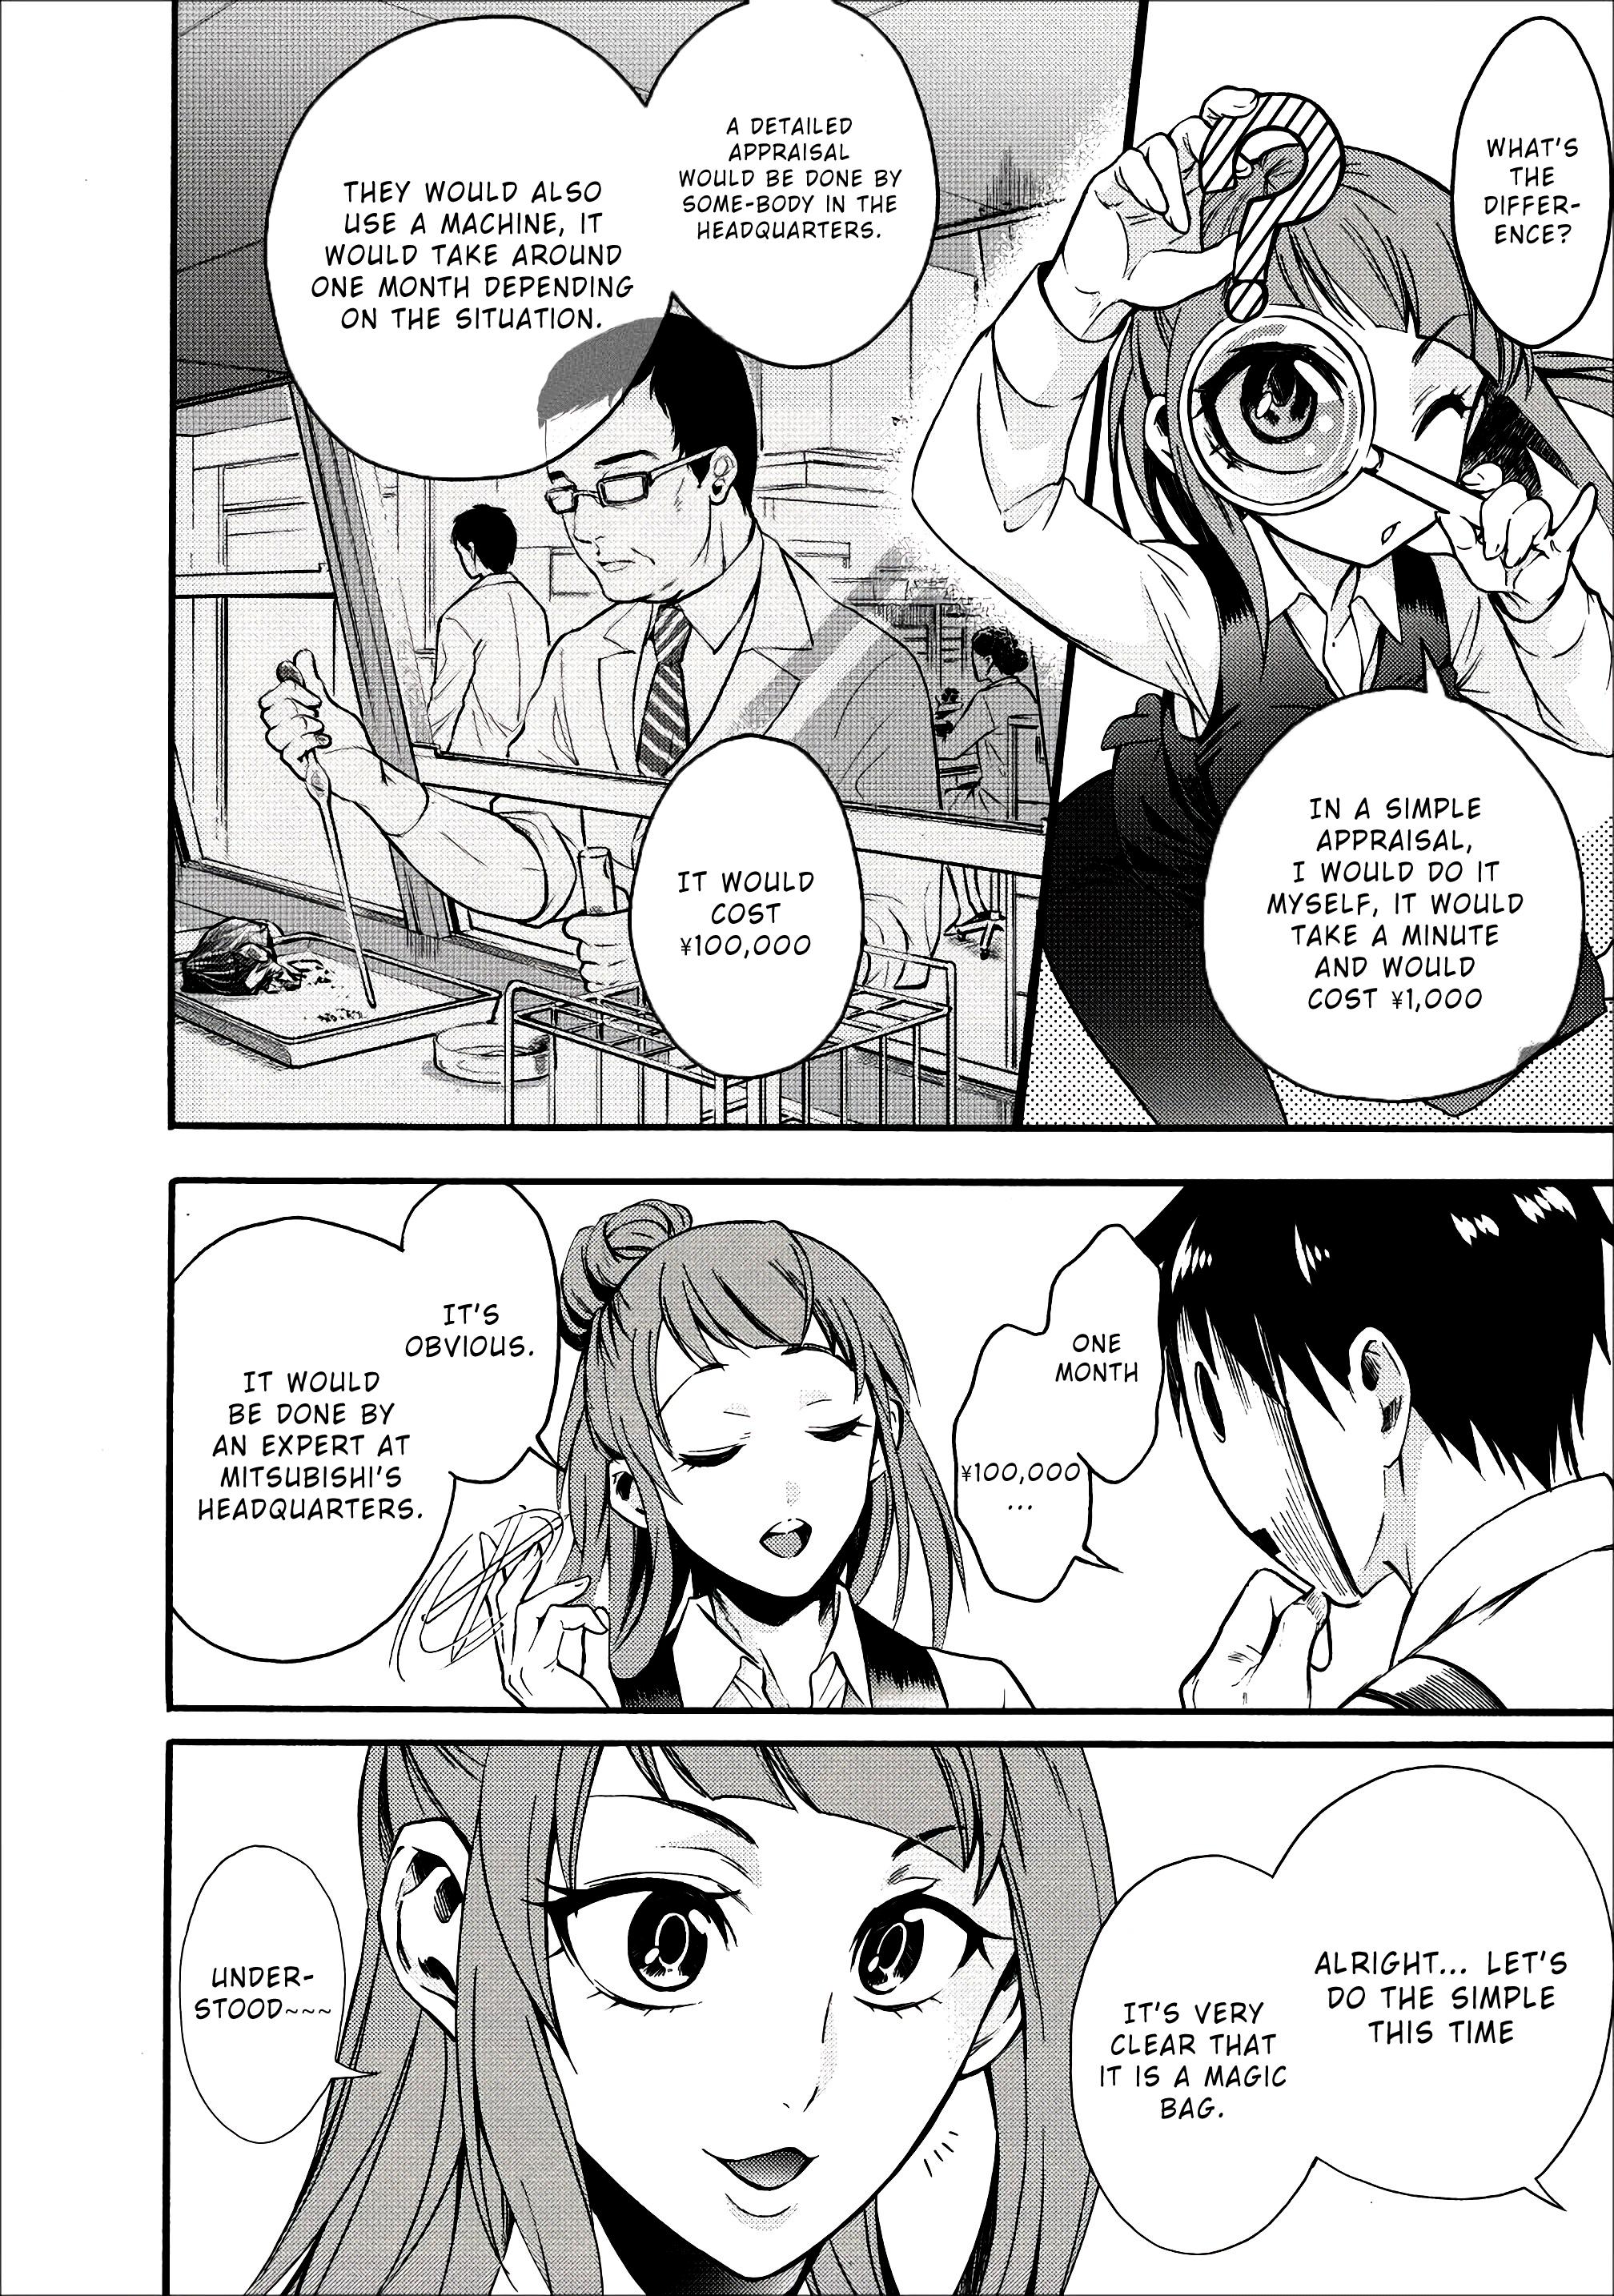 WHAT'S
THE
DIFFER-
ENCE?
IN A SIMPLE
APPRAISAL,
I WOULD DO IT
MYSELF, IT WOULD
TAKE A MINUTE
AND WOULD
COST ¥1,000
A DETAILED
APPRAISAL
WOULD BE DONE BY
SOME-BODY IN THE
HEADQUARTERS.
THEY WOULD ALSO
USE A MACHINE, IT
WOULD TAKE AROUND
ONE MONTH DEPENDING
ON THE SITUATION.
IT WOULD
COST
¥100,000
ONE
MONTH
¥100,000
...
IT'S
OBVIOUS.
IT WOULD
BE DONE BY
AN EXPERT AT
MITSUBISHI'S
HEADQUARTERS.
ALRIGHT... LET'S
DO THE SIMPLE
THIS TIME
IT'S VERY
CLEAR THAT
IT IS A MAGIC
BAG.
UNDER-
STOOD~~~